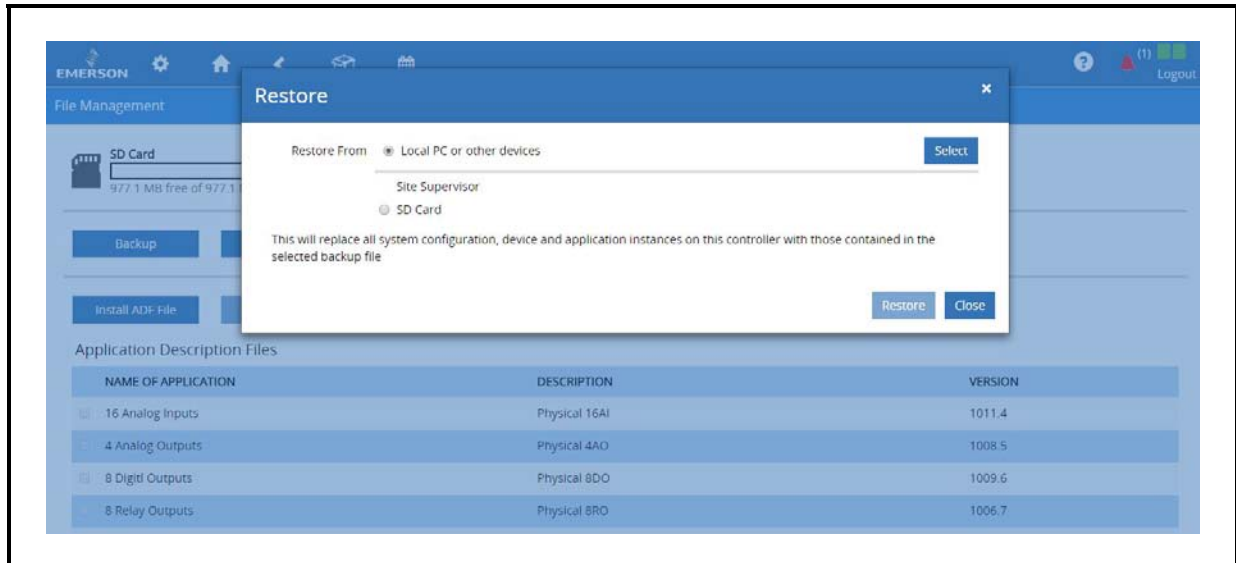 EMERSON
(1)
Logout
File Management
Restore
×
SD Card
977.1 MB free of 977.1
Restore From
Local PC or other devices
Select
Site Supervisor
SD Card
Backup
This will replace all system configuration, device and application instances on this controller with those contained in the
selected backup file
Install ADF File
Restore
Close
Application Description Files
NAME OF APPLICATION DESCRIPTION VERSION
16 Analog Inputs Physical 16AI 1011.4
4 Analog Outputs Physical 4AO 1008.5
8 Digitl Outputs Physical 8DO 1009.6
8 Relay Outputs Physical 8RO 1006.7